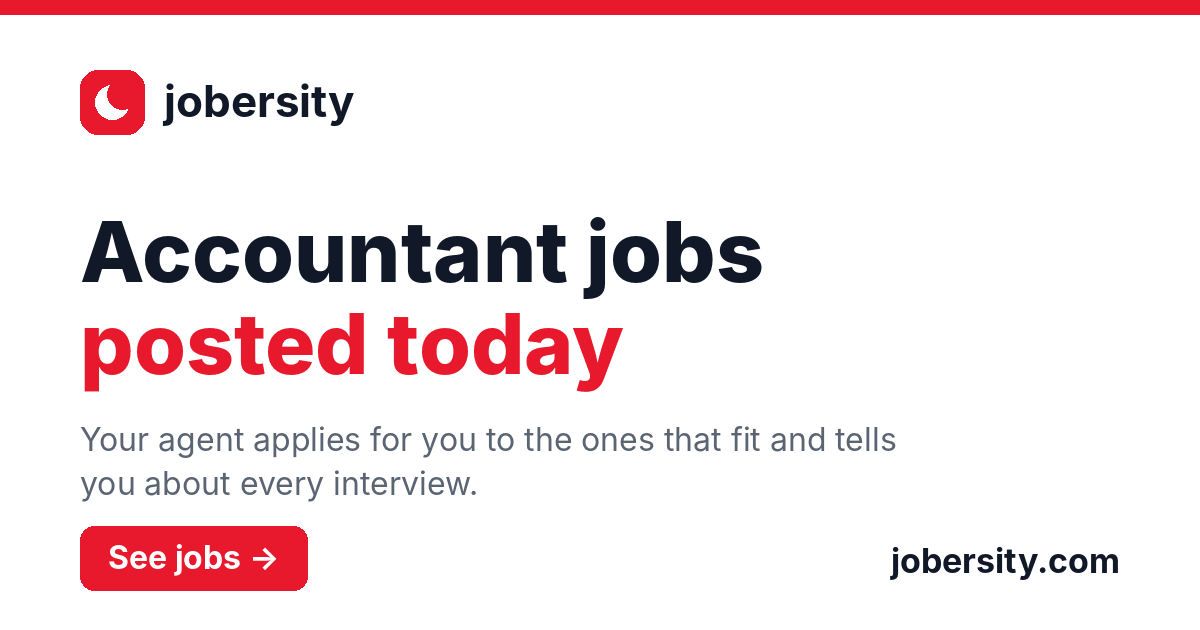 jobersity
Accountant jobs
posted today
Your agent applies for you to the ones that fit and tells
you about every interview.
See jobs →
jobersity.com